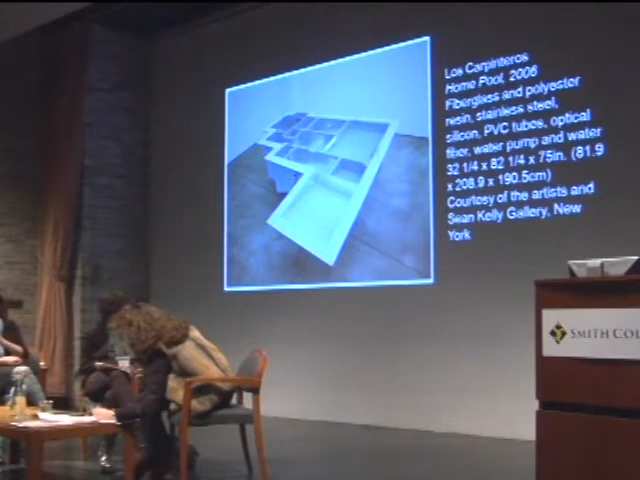 Los Carpinteros
Home Pool, 2006
Fiberglass and polyester
resin, stainless steel,
silicon, PVC tubes, optical
fiber, water pump and water
32 1/4 x 82 1/4 x 75in. (81.9
x 208.9 x 190.5cm)
Courtesy of the artists and
Sean Kelly Gallery, New
York
SMITH COL